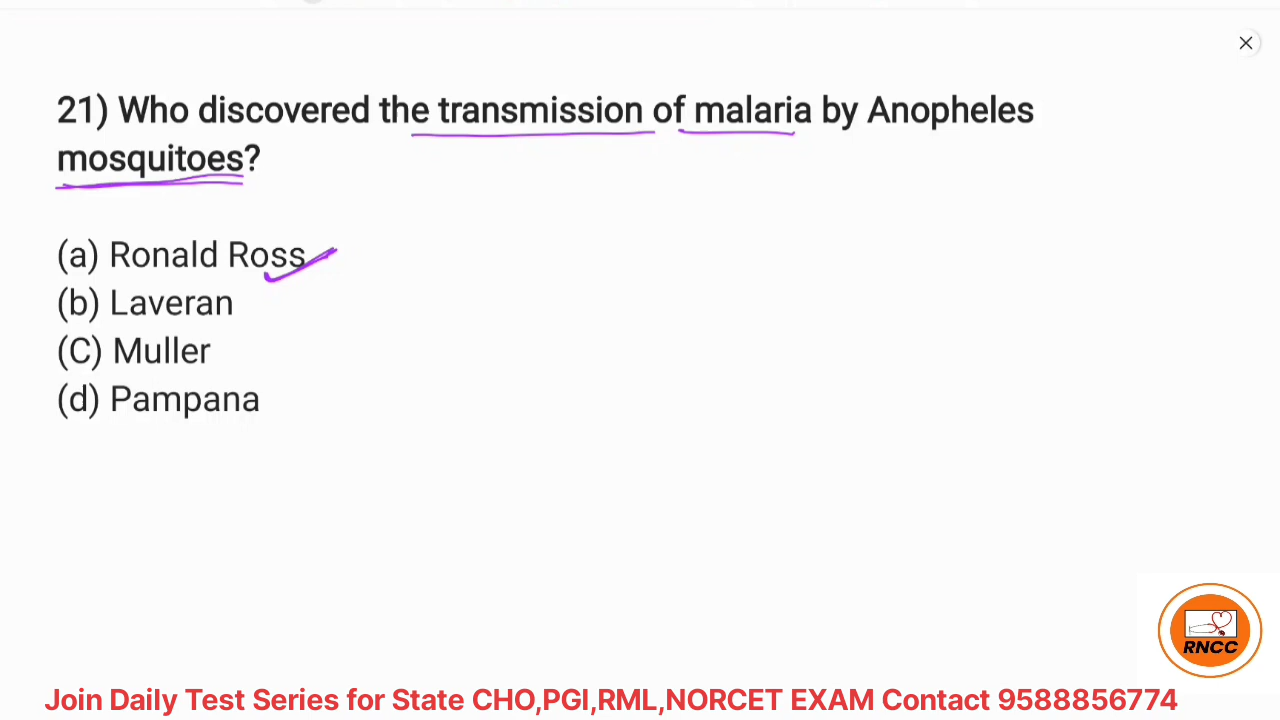 21) Who discovered the transmission of malaria by Anopheles
mosquitoes?
(a) Ronald Ross
(b) Laveran
(C) Muller
(d) Pampana
RNCC
Join Daily Test Series for State CHO,PGI,RML,NORCET EXAM Contact 9588856774